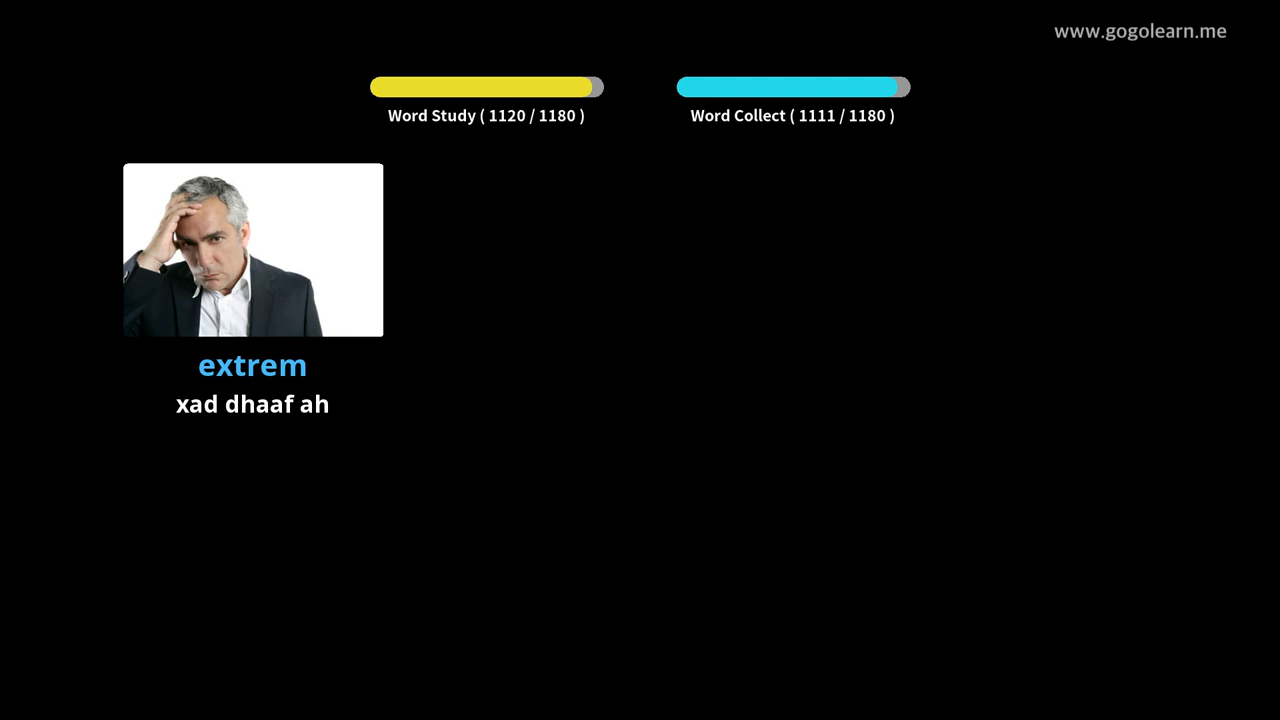 www.gogolearn.me
Word Study ( 1120 / 1180 )
Word Collect ( 1111 / 1180 )
extrem
xad dhaaf ah